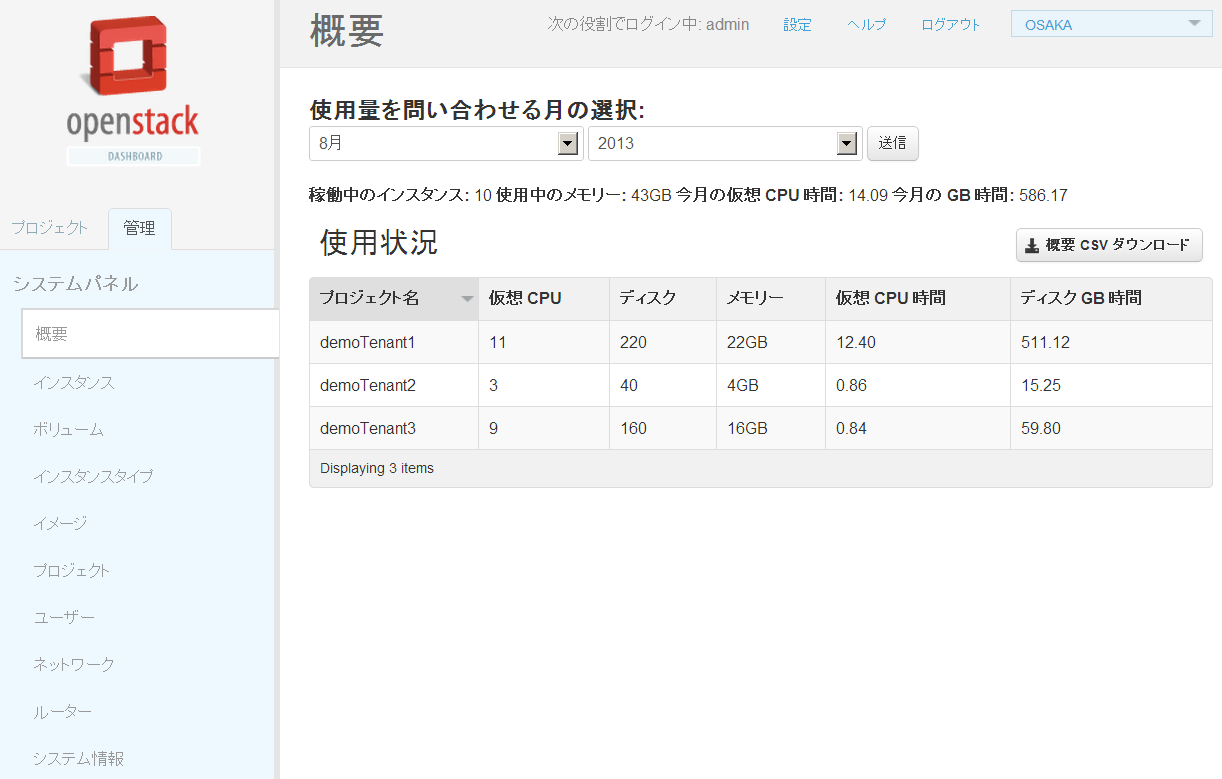 openstack
DASHBOARD
プロジェクト 管理
システムパネル
概要
インスタンス
ボリューム
インスタンスタイプ
イメージ
プロジェクト
ユーザー
ネットワーク
ルーター
システム情報
概要
次の役割でログイン中: admin 設定 ヘルプ ログアウト OSAKA
使用量を問い合わせる月の選択:
8月 2013 送信
稼働中のインスタンス: 10 使用中のメモリー: 43GB 今月の仮想 CPU 時間: 14.09 今月の GB 時間: 586.17
使用状況
概要 CSV ダウンロード
プロジェクト名 仮想 CPU ディスク メモリー 仮想 CPU 時間 ディスク GB 時間
demoTenant1 11 220 22GB 12.40 511.12
demoTenant2 3 40 4GB 0.86 15.25
demoTenant3 9 160 16GB 0.84 59.80
Displaying 3 items